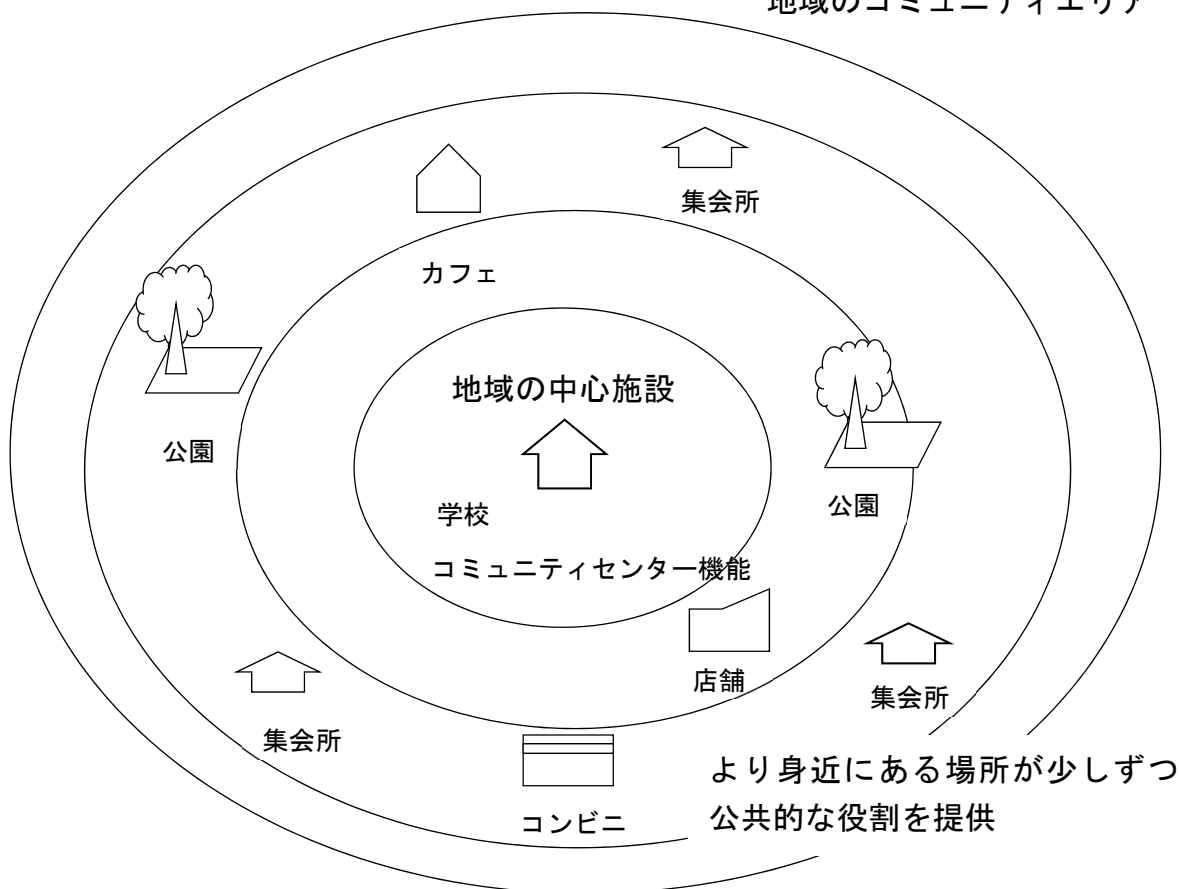 地域のコミュニティエリア
集会所
カフェ
地域の中心施設
公園
学校
公園
コミュニティセンター機能
店舗
集会所
集会所
より身近にある場所が少しずつ
公共的な役割を提供
コンビニ